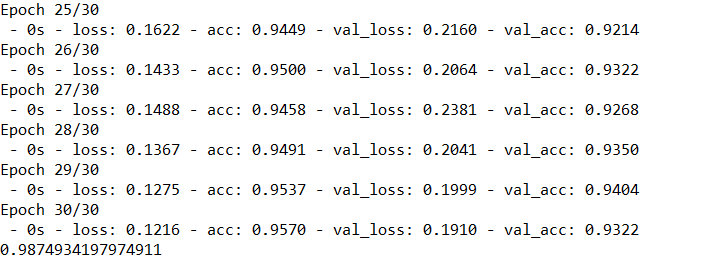 Epoch 25/30
 - 0s - loss: 0.1622 - acc: 0.9449 - val_loss: 0.2160 - val_acc: 0.9214
Epoch 26/30
 - 0s - loss: 0.1433 - acc: 0.9500 - val_loss: 0.2064 - val_acc: 0.9322
Epoch 27/30
 - 0s - loss: 0.1488 - acc: 0.9458 - val_loss: 0.2381 - val_acc: 0.9268
Epoch 28/30
 - 0s - loss: 0.1367 - acc: 0.9491 - val_loss: 0.2041 - val_acc: 0.9350
Epoch 29/30
 - 0s - loss: 0.1275 - acc: 0.9537 - val_loss: 0.1999 - val_acc: 0.9404
Epoch 30/30
 - 0s - loss: 0.1216 - acc: 0.9570 - val_loss: 0.1910 - val_acc: 0.9322
0.9874934197974911